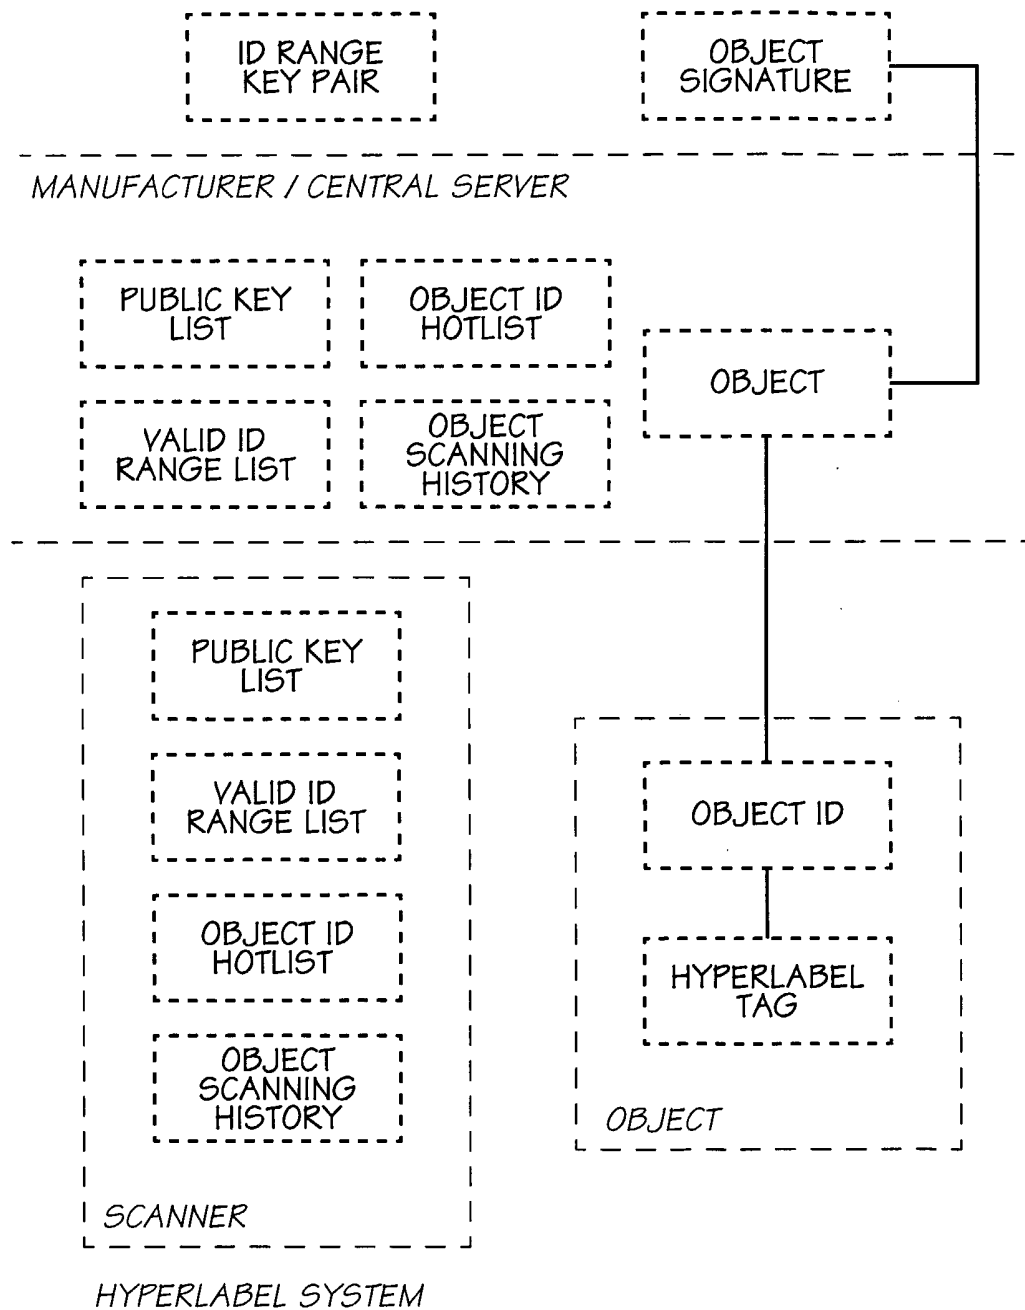 ID RANGE
KEY PAIR
OBJECT
SIGNATURE
MANUFACTURER / CENTRAL SERVER
PUBLIC KEY
LIST
OBJECT ID
HOTLIST
OBJECT
VALID ID
RANGE LIST
OBJECT
SCANNING
HISTORY
PUBLIC KEY
LIST
VALID ID
RANGE LIST
OBJECT ID
HOTLIST
OBJECT
SCANNING
HISTORY
SCANNER
OBJECT ID
HYPERLABEL
TAG
OBJECT
HYPERLABEL SYSTEM